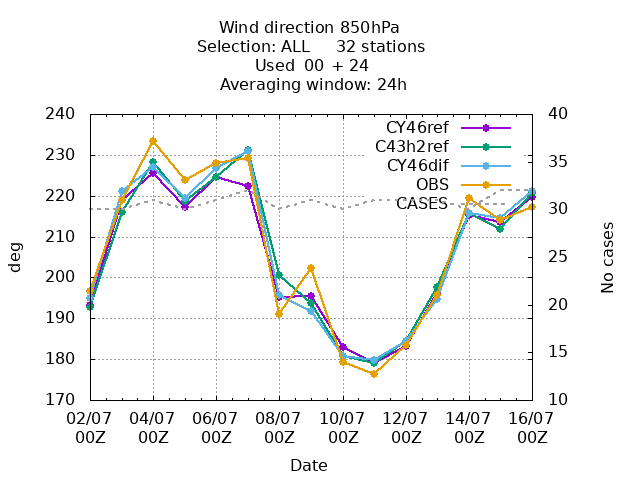 Wind direction 850hPa
Selection: ALL     32 stations
Used  00 + 24
Averaging window: 24h
240 40
CY46ref
C43h2ref
230 35
CY46dif
OBS
220 CASES 30
210 25
deg No cases
200 20
190
180 15
170 10
02/07 04/07 06/07 08/07 10/07 12/07 14/07 16/07
00Z 00Z 00Z 00Z 00Z 00Z 00Z 00Z
Date